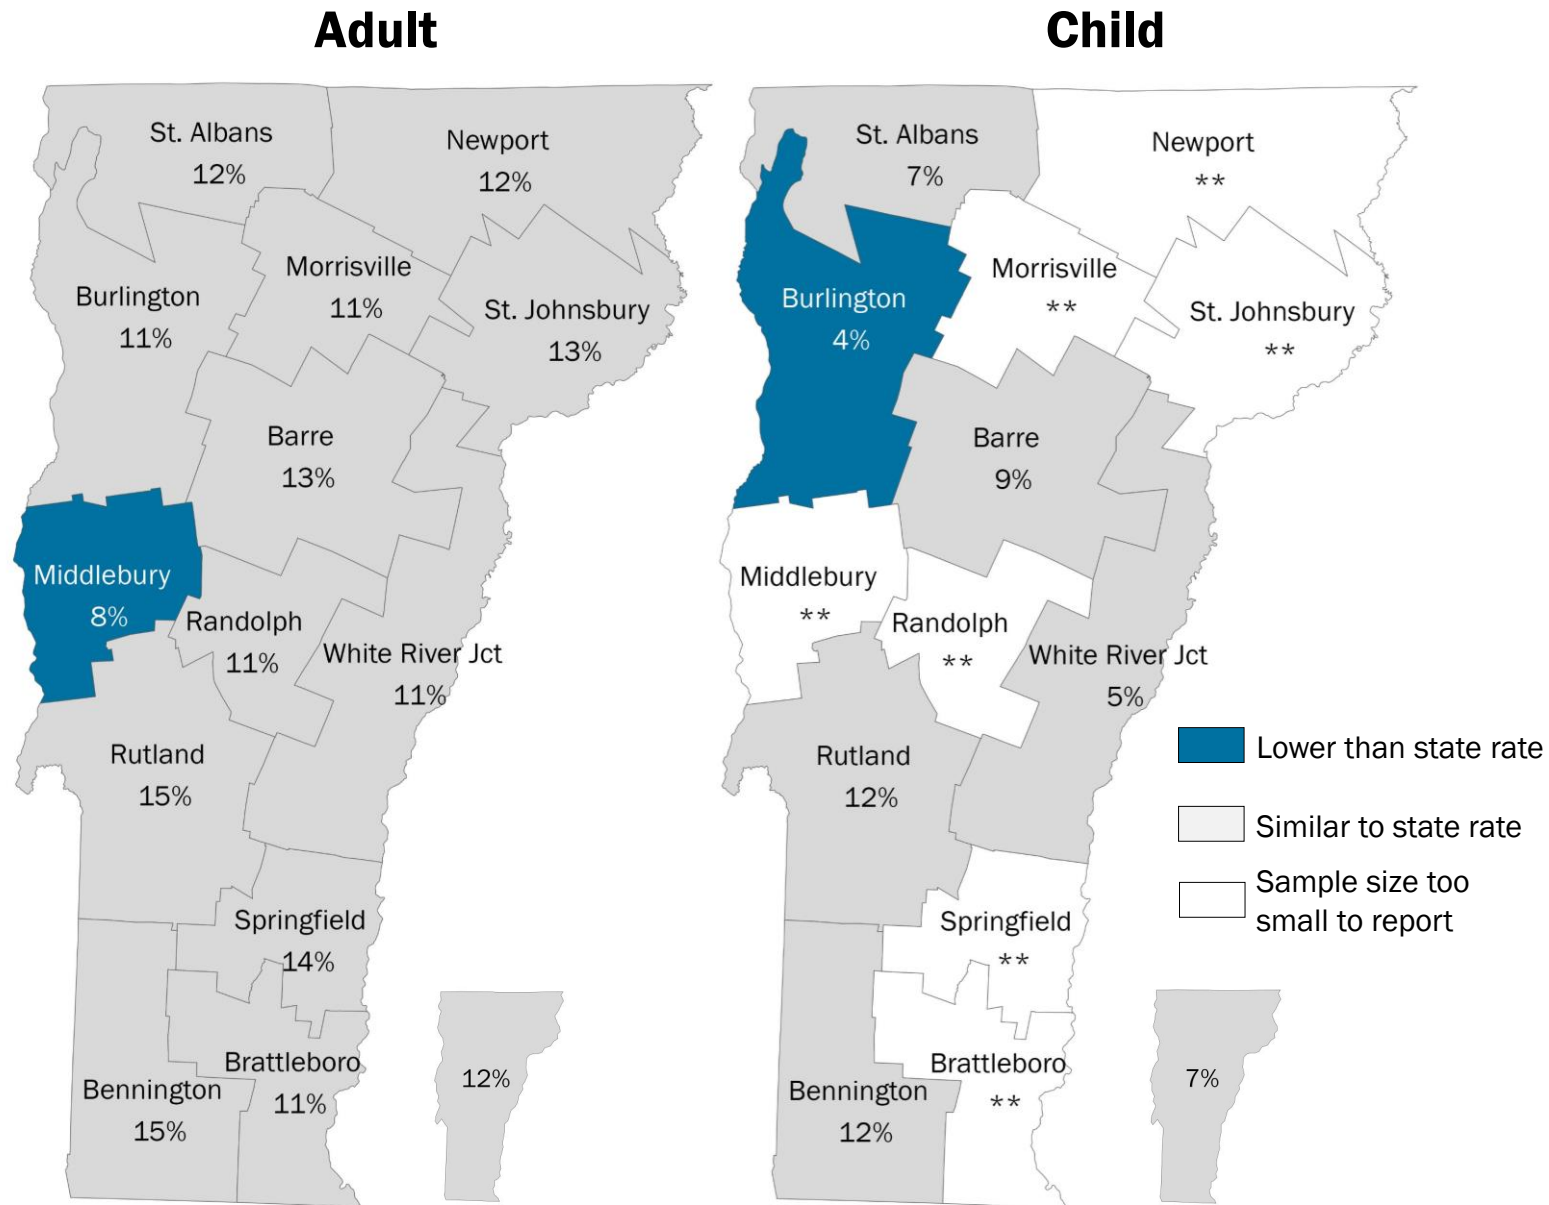 Adult
St. Albans
12%
Newport
12%
Burlington
11%
Morrisville
11%
St. Johnsbury
13%
Barre
13%
Middlebury
8%
Randolph
11%
White River Jct
11%
Rutland
15%
Springfield
14%
Brattleboro
11%
Bennington
15%
12%
Child
St. Albans
7%
Newport
**
Burlington
4%
Morrisville
**
St. Johnsbury
**
Barre
9%
Middlebury
**
Randolph
**
White River Jct
5%
Rutland
12%
Springfield
**
Brattleboro
**
Bennington
12%
7%
Lower than state rate
Similar to state rate
Sample size too
small to report